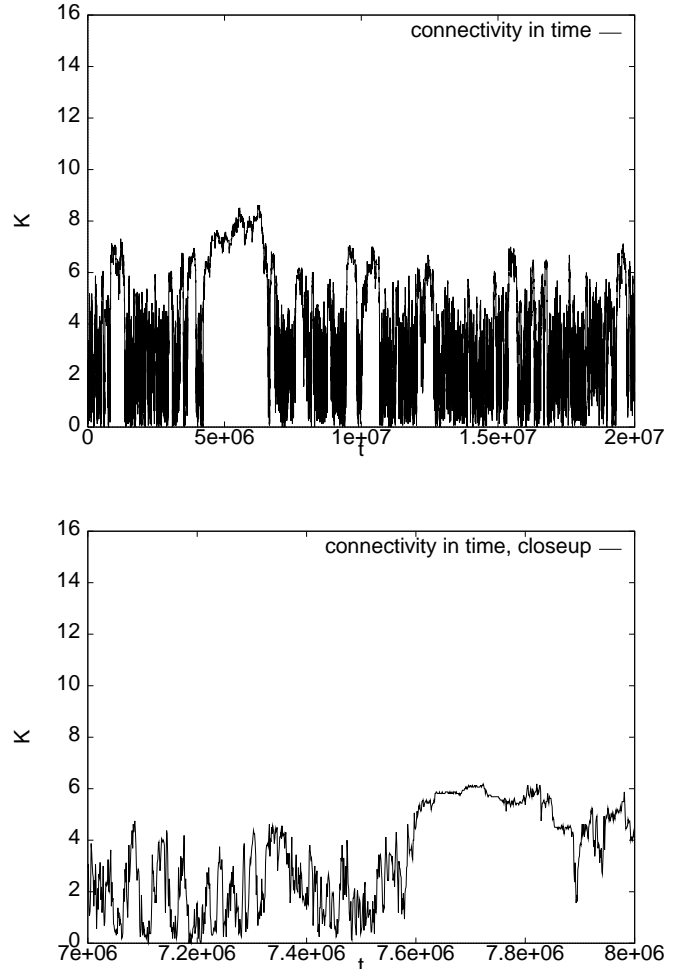 connectivity in time
16
14
12
10
8
6
4
2
0
K
0 5e+06 1e+07 1.5e+07 2e+07
t
connectivity in time, closeup
16
14
12
10
8
6
4
2
0
K
7e+06 7.2e+06 7.4e+06 7.6e+06 7.8e+06 8e+06
t